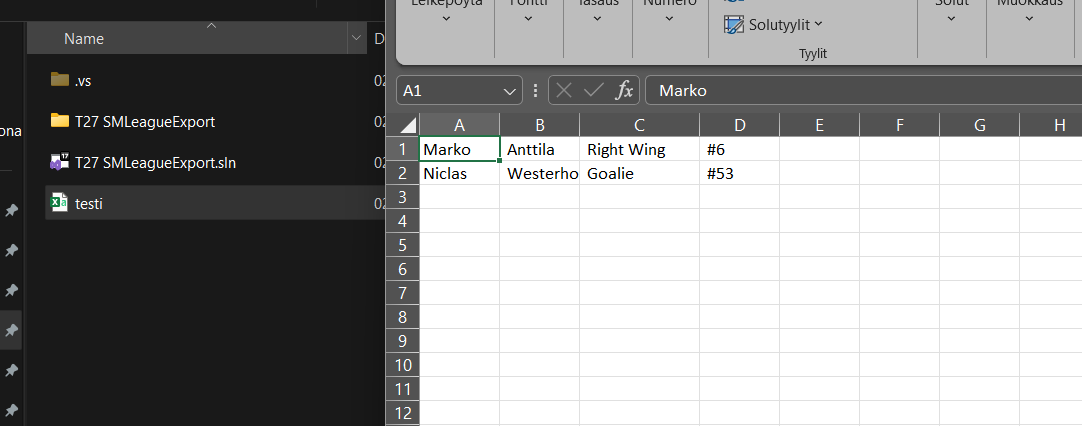 Name
D
.vs
02
T27 SMLeagueExport
02
T27 SMLeagueExport.sln
02
testi
02
ona
Leikepöytä
Fontti
Tasaus
Numero
Solutyylit
Tyylit
Solut
Muokkaus
A1
fx
Marko
A B C D E F G H
1 Marko Anttila Right Wing #6
2 Niclas Westerho Goalie #53
3
4
5
6
7
8
9
10
11
12